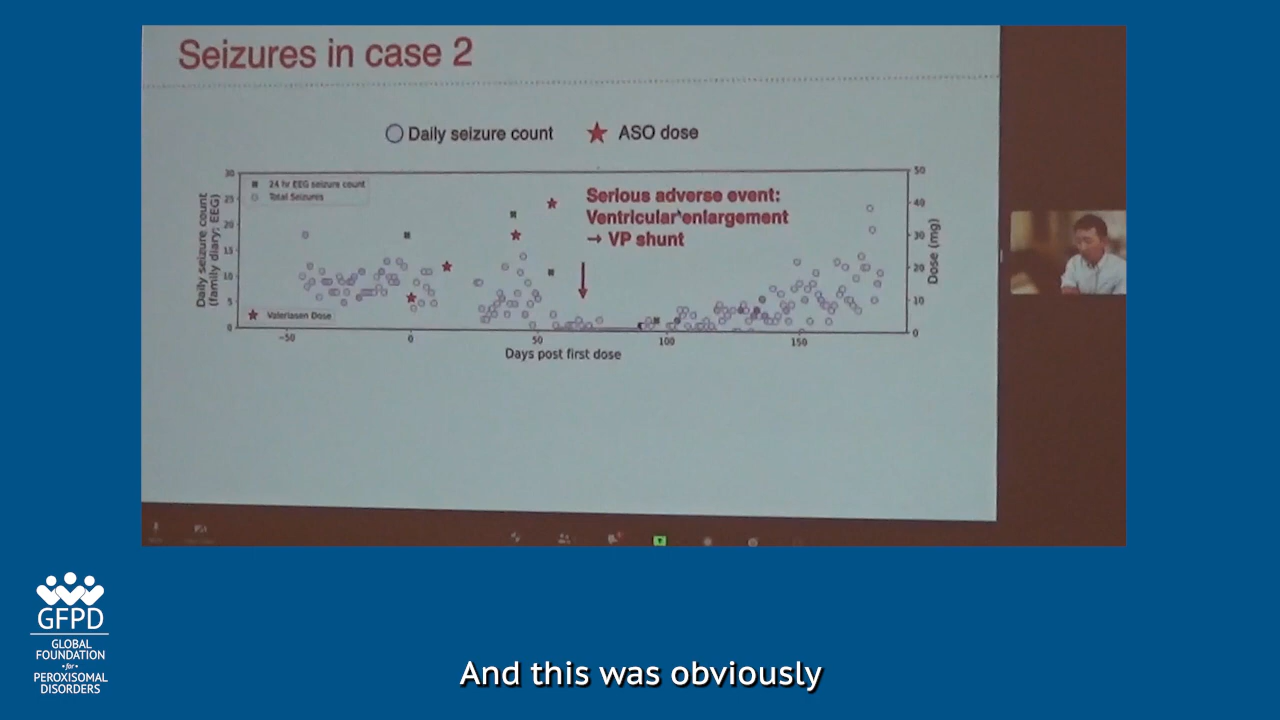 Seizures in case 2
Daily seizure count
ASO dose
24 hr EEG seizure count
Total Seizures
Valeriasen Dose
Serious adverse event:
Ventricular enlargement
→ VP shunt
Daily seizure count
(family diary; EEG)
30
25
20
15
10
5
0
50
40
30
20
10
0
Dose (mg)
−50
0
50
100
150
Days post first dose
GFPD
GLOBAL
FOUNDATION
for
PEROXISOMAL
DISORDERS
And this was obviously